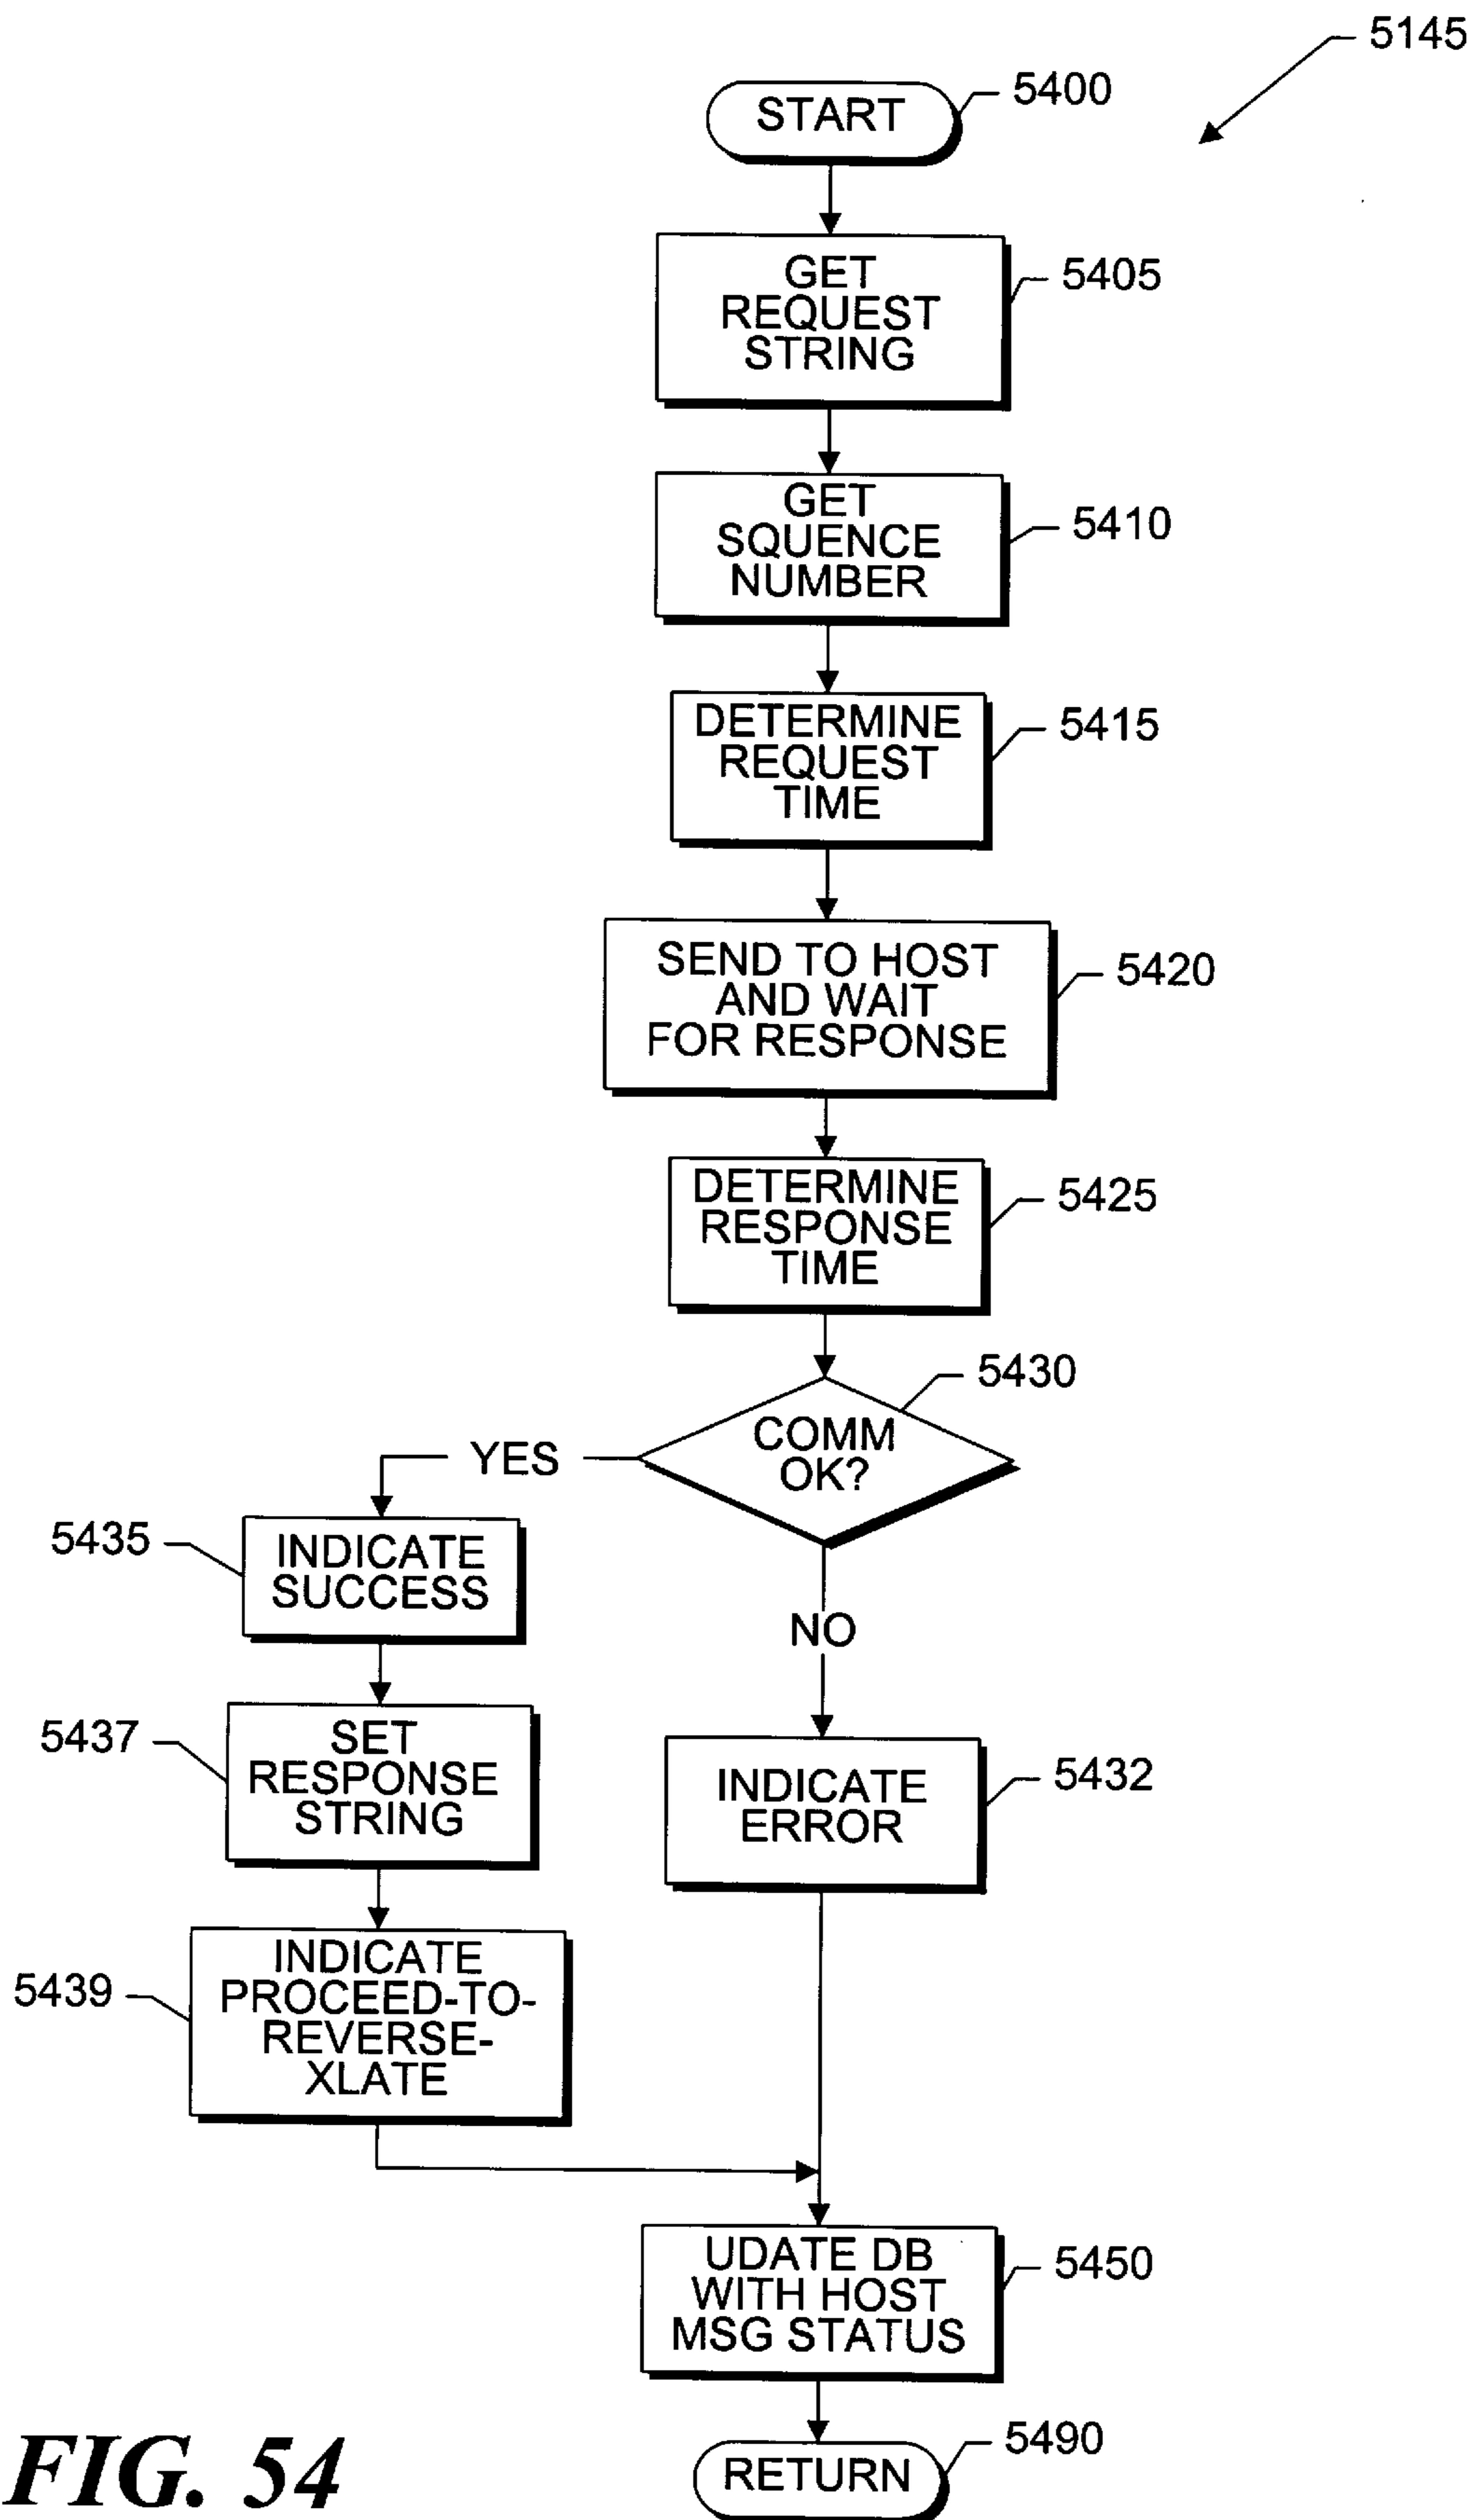 5145
START
5400
GET
REQUEST
STRING
5405
GET
SQUENCE
NUMBER
5410
DETERMINE
REQUEST
TIME
5415
SEND TO HOST
AND WAIT
FOR RESPONSE
5420
DETERMINE
RESPONSE
TIME
5425
5430
COMM
OK?
YES
5435
INDICATE
SUCCESS
NO
5437
SET
RESPONSE
STRING
INDICATE
ERROR
5432
5439
INDICATE
PROCEED-TO-
REVERSE-
XLATE
UDATE DB
WITH HOST
MSG STATUS
5450
RETURN
5490
FIG. 54